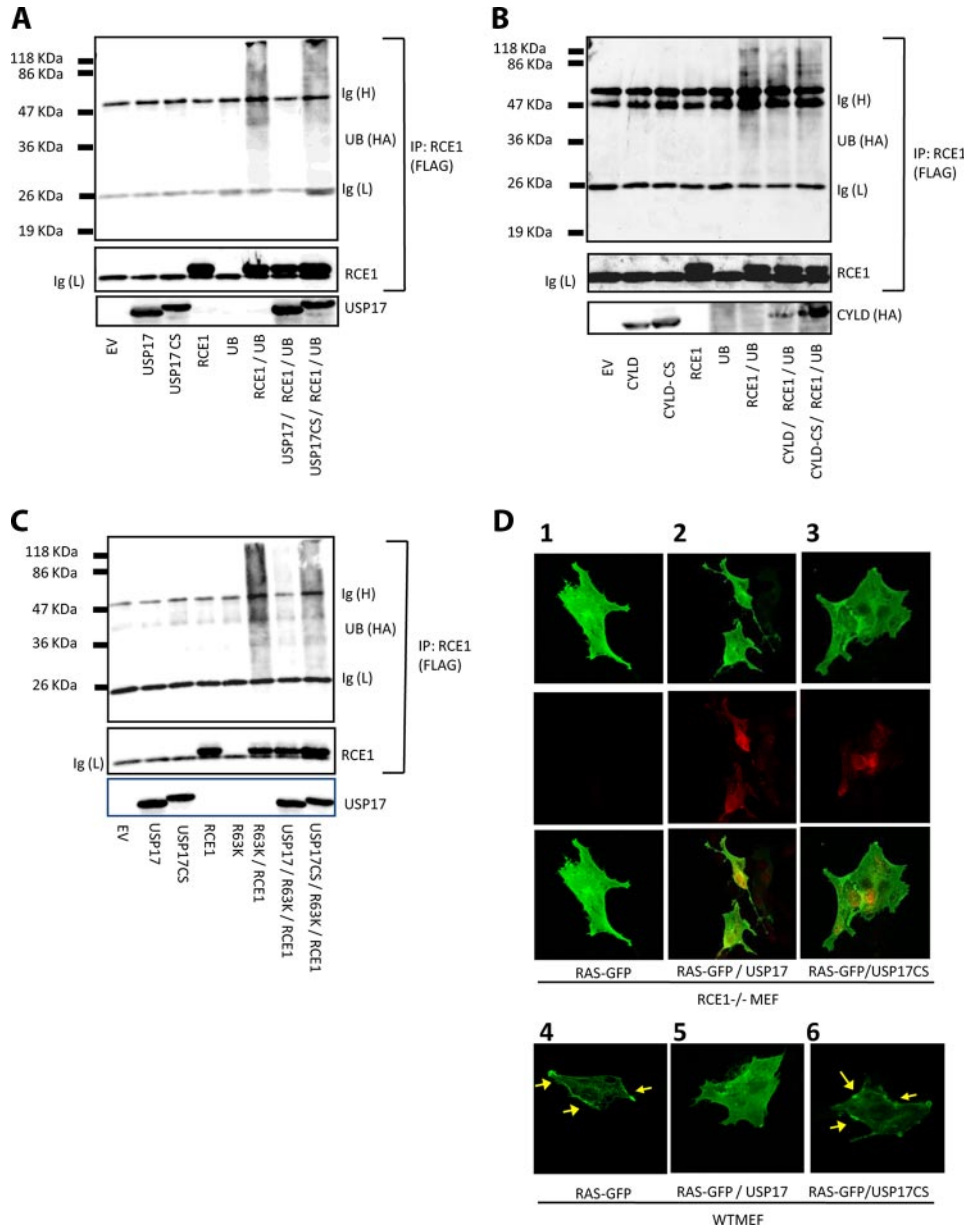 A
118 KDa
86 KDa
47 KDa
36 KDa
26 KDa
19 KDa
Ig (H)
UB (HA)
Ig (L)
IP: RCE1
(FLAG)
Ig (L)
RCE1
USP17
EV
USP17
USP17 CS
RCE1
UB
RCE1 / UB
USP17 / RCE1 / UB
USP17CS / RCE1 / UB
B
118 KDa
86 KDa
47 KDa
36 KDa
26 KDa
19 KDa
Ig (H)
UB (HA)
Ig (L)
IP: RCE1
(FLAG)
Ig (L)
RCE1
CYLD (HA)
EV
CYLD
CYLD- CS
RCE1
UB
RCE1 / UB
CYLD / RCE1 / UB
CYLD-CS / RCE1 / UB
C
118 KDa
86 KDa
47 KDa
36 KDa
26 KDa
Ig (H)
UB (HA)
Ig (L)
IP: RCE1
(FLAG)
Ig (L)
RCE1
USP17
EV
USP17
USP17CS
RCE1
R63K
R63K / RCE1
USP17 / R63K / RCE1
USP17CS / R63K / RCE1
D
1 2 3
RAS-GFP RAS-GFP / USP17 RAS-GFP/USP17CS
RCE1-/- MEF
4 5 6
RAS-GFP RAS-GFP / USP17 RAS-GFP/USP17CS
WTMEF